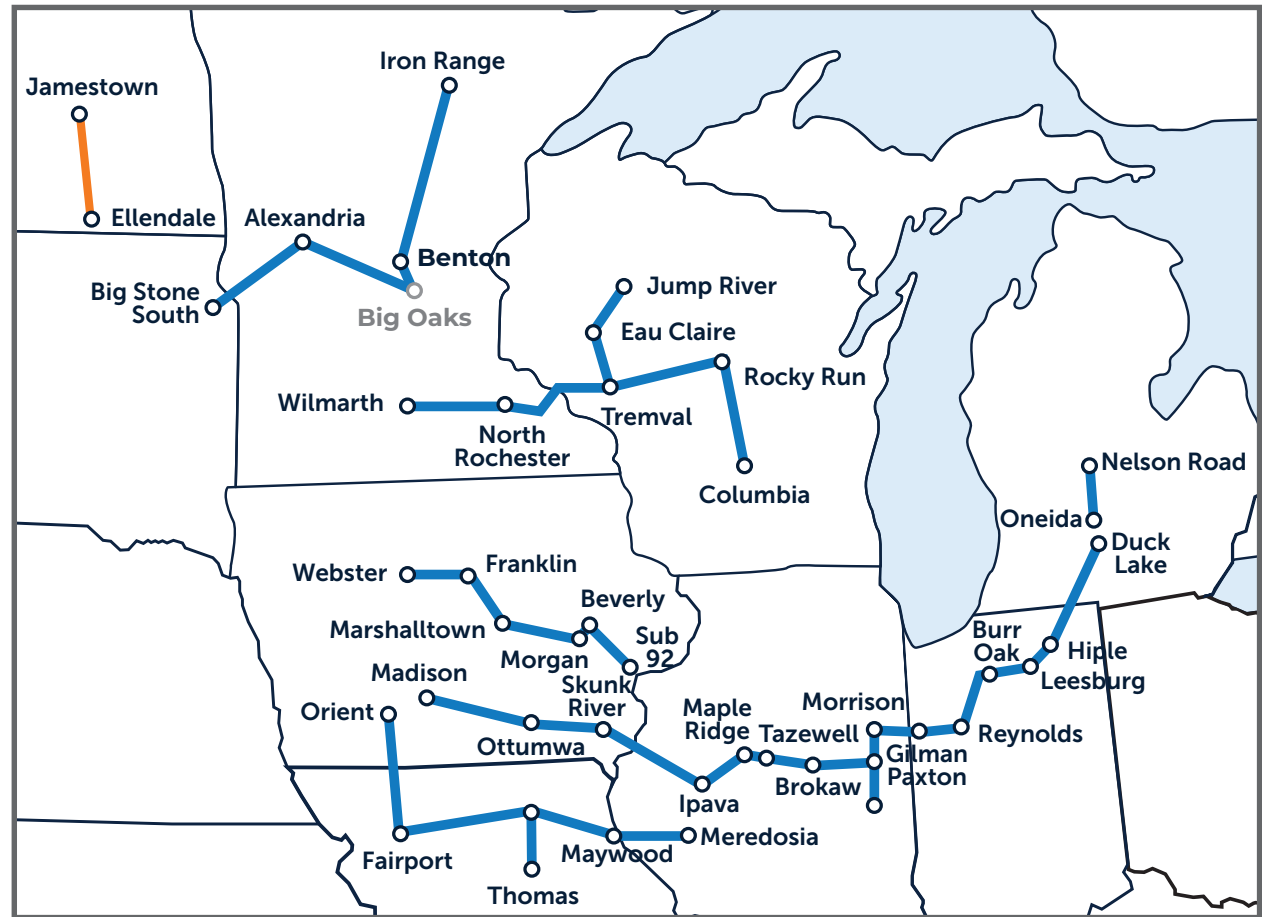 Iron Range
Jamestown
Ellendale
Alexandria
Benton
Big Stone
South
Big Oaks
Jump River
Eau Claire
Rocky Run
Wilmarth
Tremval
North
Rochester
Columbia
Nelson Road
Oneida
Duck
Lake
Webster
Franklin
Beverly
Marshalltown
Sub
92
Morgan
Burr
Oak
Hiple
Leesburg
Madison
Skunk
River
Orient
Ottumwa
Maple
Ridge
Morrison
Tazewell
Reynolds
Gilman
Paxton
Brokaw
Ipava
Fairport
Maywood
Meredosia
Thomas